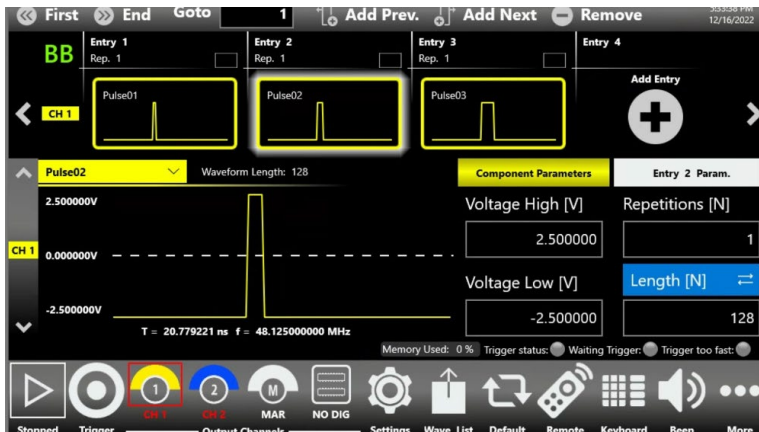 First End Goto 1 Add Prev. Add Next Remove 5:53:38 PM
12/16/2022
BB Entry 1 Entry 2 Entry 3 Entry 4
Rep. 1 Rep. 1 Rep. 1
Add Entry
Pulse01 Pulse02 Pulse03
CH 1
Pulse02 Waveform Length: 128 Component Parameters Entry 2 Param.
2.500000V Voltage High [V] Repetitions [N]
2.500000 1
CH 1 0.000000V
Voltage Low [V] Length [N]
-2.500000V
-2.500000 128
T = 20.779221 ns f = 48.125000000 MHz
Memory Used: 0 % Trigger status: Waiting Trigger: Trigger too fast:
1 2 M
CH 1 CH 2 MAR NO DIG
Stopped Trigger Output Channels Settings Wave. List Default Remote Keyboard Beep More